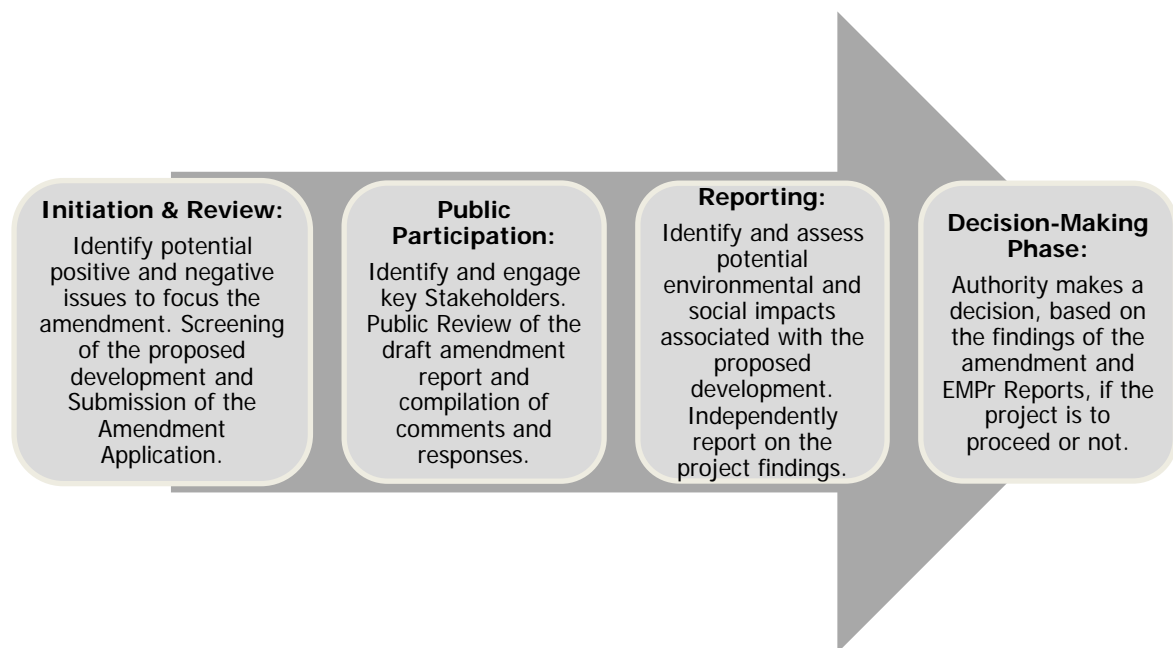 Initiation & Review:
Identify potential
positive and negative
issues to focus the
amendment. Screening
of the proposed
development and
Submission of the
Amendment
Application.
Public
Participation:
Identify and engage
key Stakeholders.
Public Review of the
draft amendment
report and
compilation of
comments and
responses.
Reporting:
Identify and assess
potential
environmental and
social impacts
associated with the
proposed
development.
Independently
report on the
project findings.
Decision-Making
Phase:
Authority makes a
decision, based on
the findings of the
amendment and
EMPr Reports, if the
project is to
proceed or not.